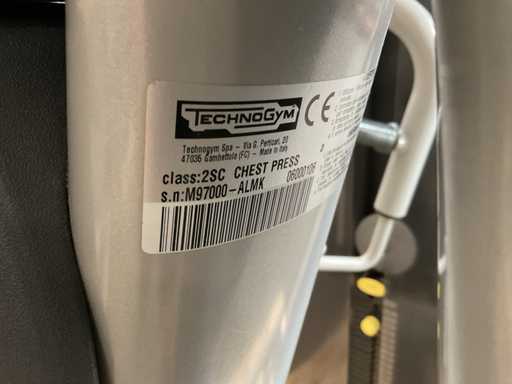 TECHNOGYM
CE
Technogym Spa - Via G. Perticari, 20
47035 Gambettola (FC) - Made in Italy
class:2SC CHEST PRESS
s.n:M97000-ALMK